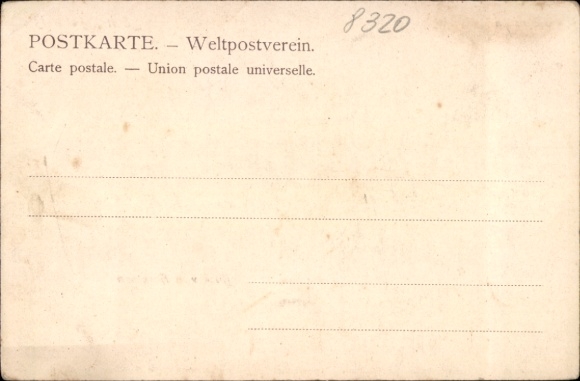 8320
POSTKARTE. – Weltpostverein.
Carte postale. — Union postale universelle.